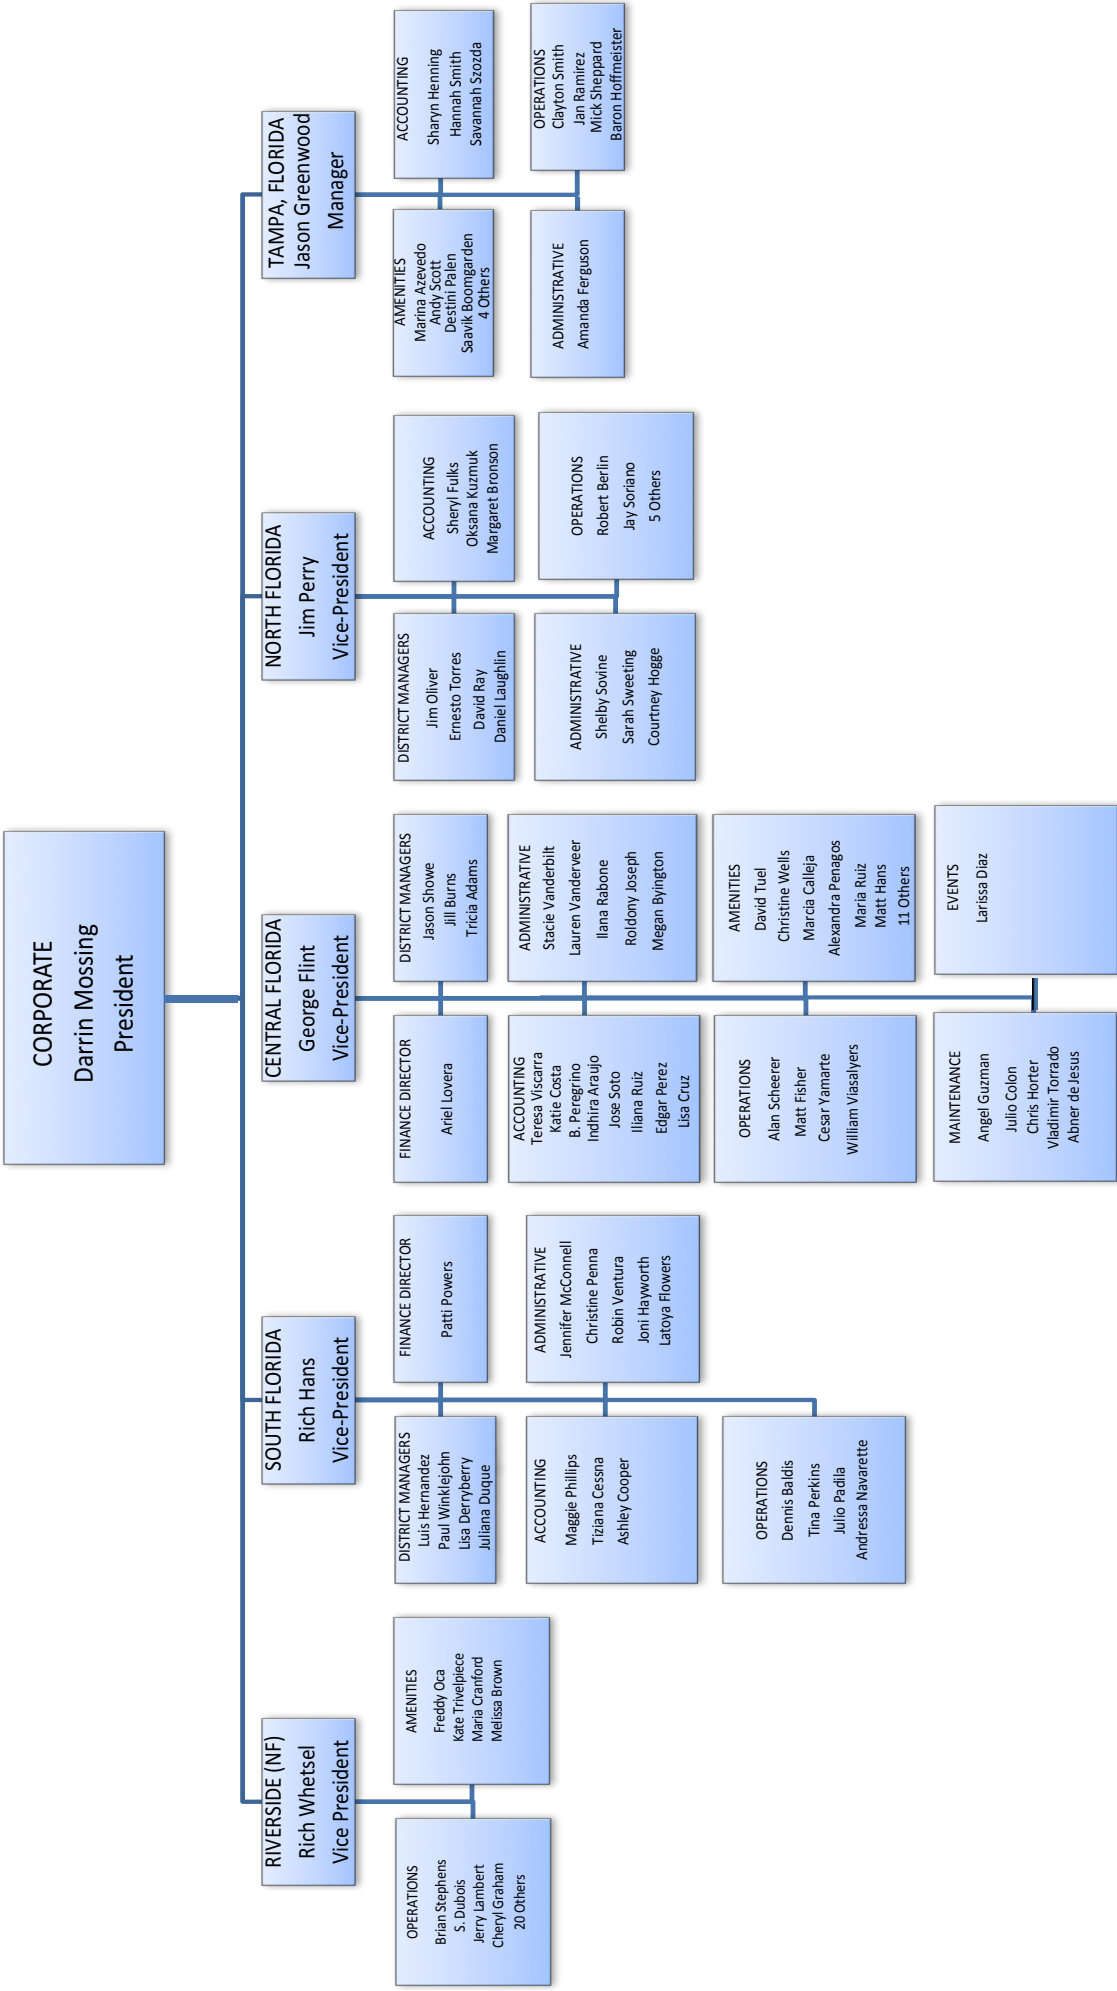 CORPORATE
Darrin Mossing
President
RIVERSIDE (NF)
Rich Whetsel
Vice President
OPERATIONS
Brian Stephens
S. Dubois
Jerry Lambert
Cheryl Graham
20 Others
AMENITIES
Freddy Oca
Kate Trivelpiece
Maria Cranford
Melissa Brown
SOUTH FLORIDA
Rich Hans
Vice-President
DISTRICT MANAGERS
Luis Hernandez
Paul Winklejohn
Lisa Derryberry
Juliana Duque
FINANCE DIRECTOR
Patti Powers
ACCOUNTING
Maggie Phillips
Tiziana Cessna
Ashley Cooper
ADMINISTRATIVE
Jennifer McConnell
Christine Penna
Robin Ventura
Joni Hayworth
Latoya Flowers
OPERATIONS
Dennis Baldis
Tina Perkins
Julio Padila
Andressa Navarette
CENTRAL FLORIDA
George Flint
Vice-President
FINANCE DIRECTOR
Ariel Lovera
DISTRICT MANAGERS
Jason Showe
Jill Burns
Tricia Adams
ACCOUNTING
Teresa Viscarra
Katie Costa
B. Peregrino
Indhira Araujo
Jose Soto
Iliana Ruiz
Edgar Perez
Lisa Cruz
ADMINISTRATIVE
Stacie Vanderbilt
Lauren Vanderveer
Ilana Rabone
Roldony Joseph
Megan Byington
OPERATIONS
Alan Scheerer
Matt Fisher
Cesar Yamarte
William Viasalyers
AMENITIES
David Tuel
Christine Wells
Marcia Calleja
Alexandra Penagos
Maria Ruiz
Matt Hans
11 Others
MAINTENANCE
Angel Guzman
Julio Colon
Chris Horter
Vladimir Torrado
Abner de Jesus
EVENTS
Larissa Diaz
NORTH FLORIDA
Jim Perry
Vice-President
DISTRICT MANAGERS
Jim Oliver
Ernesto Torres
David Ray
Daniel Laughlin
ACCOUNTING
Sheryl Fulks
Oksana Kuzmuk
Margaret Bronson
ADMINISTRATIVE
Shelby Sovine
Sarah Sweeting
Courtney Hogge
OPERATIONS
Robert Berlin
Jay Soriano
5 Others
TAMPA, FLORIDA
Jason Greenwood
Manager
AMENITIES
Marina Azevedo
Andy Scott
Destini Palen
Saavik Boomgarden
4 Others
ACCOUNTING
Sharyn Henning
Hannah Smith
Savannah Szozda
ADMINISTRATIVE
Amanda Ferguson
OPERATIONS
Clayton Smith
Jan Ramirez
Mick Sheppard
Baron Hoffmeister